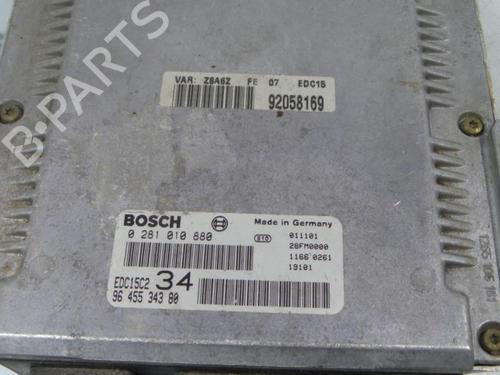 B-PARTS
VAR: Z8A6Z FE 07 EDC15
92058169
BOSCH Made in Germany
0 281 010 880 e10 011101
28FM0000
1166 0261
19101
EDC15C2 34
96 455 343 80